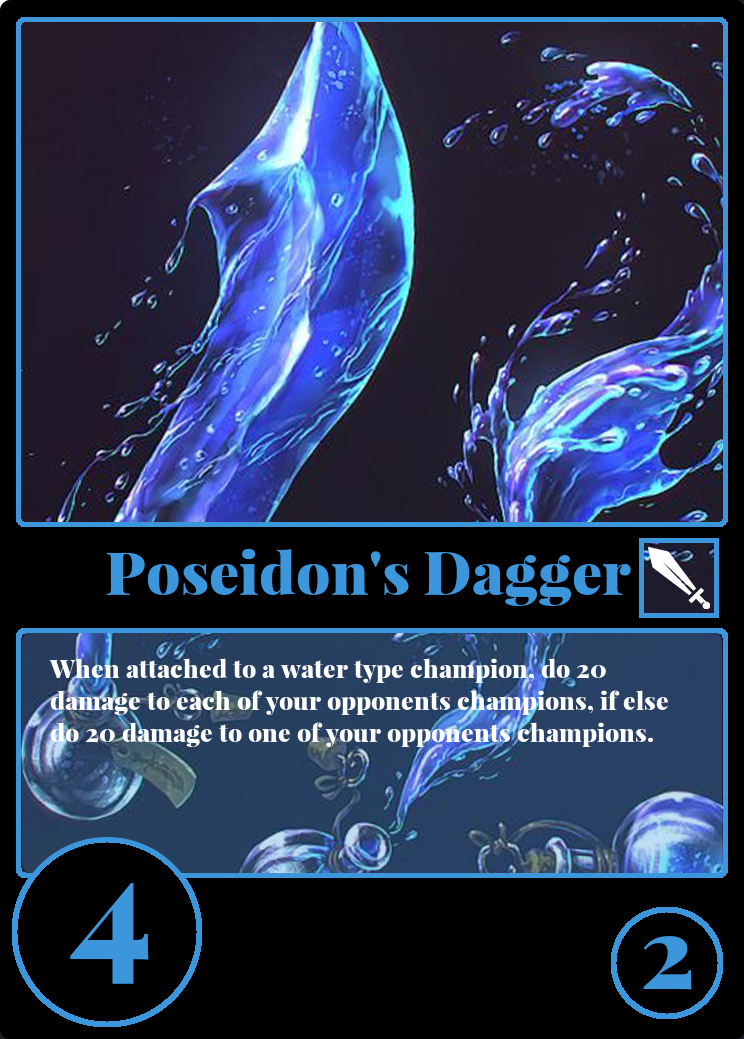 Poseidon's Dagger
When attached to a water type champion, do 20
damage to each of your opponents champions, if else
do 20 damage to one of your opponents champions.
4
2